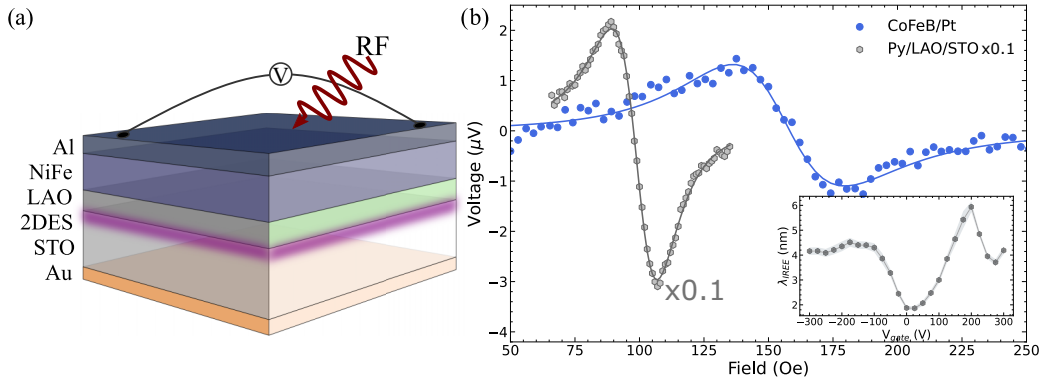 (a)
RF
V
Al
NiFe
LAO
2DES
STO
Au
(b)
CoFeB/Pt
Py/LAO/STO x0.1
x0.1
Voltage (μV)
2
1
0
−1
−2
−3
−4
50 75 100 125 150 175 200 225 250
Field (Oe)
λIREE (nm)
6
5
4
3
2
−300 −200 −100 0 100 200 300
Vgate, (V)